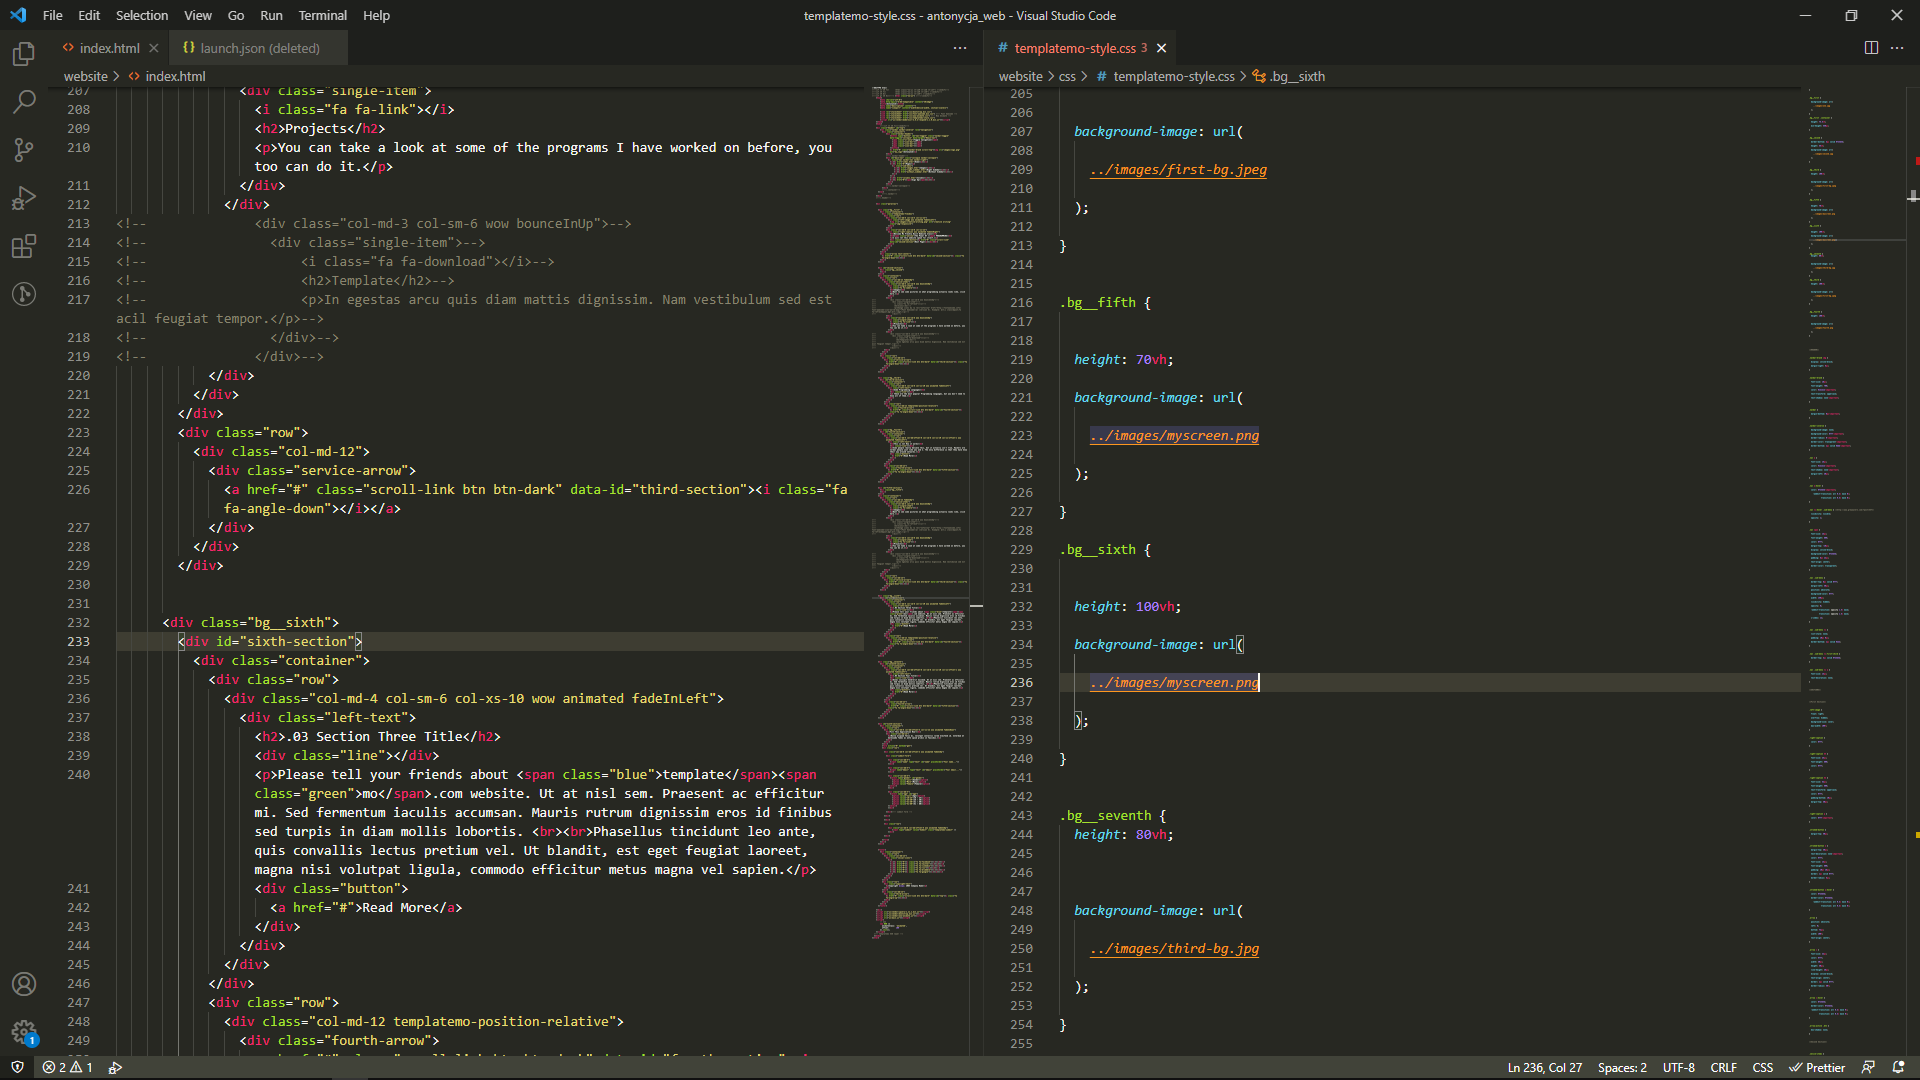 File Edit Selection View Go Run Terminal Help
templatemo-style.css - antonycja_web - Visual Studio Code
index.html
launch.json (deleted)
website > index.html
207 <div class="single-item">
208 <i class="fa fa-link"></i>
209 <h2>Projects</h2>
210 <p>You can take a look at some of the programs I have worked on before, you
too can do it.</p>
211 </div>
212 </div>
213 <!-- <div class="col-md-3 col-sm-6 wow bounceInUp">-->
214 <!-- <div class="single-item">-->
215 <!-- <i class="fa fa-download"></i>-->
216 <!-- <h2>Template</h2>-->
217 <!-- <p>In egestas arcu quis diam mattis dignissim. Nam vestibulum sed est
acil feugiat tempor.</p>-->
218 <!-- </div>-->
219 <!-- </div>-->
220 </div>
221 </div>
222 </div>
223 <div class="row">
224 <div class="col-md-12">
225 <div class="service-arrow">
226 <a href="#" class="scroll-link btn btn-dark" data-id="third-section"><i class="fa
fa-angle-down"></i></a>
227 </div>
228 </div>
229 </div>
230
231
232 <div class="bg__sixth">
233 <div id="sixth-section">
234 <div class="container">
235 <div class="row">
236 <div class="col-md-4 col-sm-6 col-xs-10 wow animated fadeInLeft">
237 <div class="left-text">
238 <h2>.03 Section Three Title</h2>
239 <div class="line"></div>
240 <p>Please tell your friends about <span class="blue">template</span><span
class="green">mo</span>.com website. Ut at nisl sem. Praesent ac efficitur
mi. Sed fermentum iaculis accumsan. Mauris rutrum dignissim eros id finibus
sed turpis in diam mollis lobortis. <br><br>Phasellus tincidunt leo ante,
quis convallis lectus pretium vel. Ut blandit, est eget feugiat laoreet,
magna nisi volutpat ligula, commodo efficitur metus magna vel sapien.</p>
241 <div class="button">
242 <a href="#">Read More</a>
243 </div>
244 </div>
245 </div>
246 </div>
247 <div class="row">
248 <div class="col-md-12 templatemo-position-relative">
249 <div class="fourth-arrow">
# templatemo-style.css 3
website > css > # templatemo-style.css > .bg__sixth
205
206
207 background-image: url(
208
209 ../images/first-bg.jpeg
210
211 );
212
213 }
214
215
216 .bg__fifth {
217
218
219 height: 70vh;
220
221 background-image: url(
222
223 ../images/myscreen.png
224
225 );
226
227 }
228
229 .bg__sixth {
230
231
232 height: 100vh;
233
234 background-image: url(
235
236 ../images/myscreen.png
237
238 );
239
240 }
241
242
243 .bg__seventh {
244 height: 80vh;
245
246
247
248 background-image: url(
249
250 ../images/third-bg.jpg
251
252 );
253
254 }
255
1
2 1
Ln 236, Col 27 Spaces: 2 UTF-8 CRLF CSS Prettier